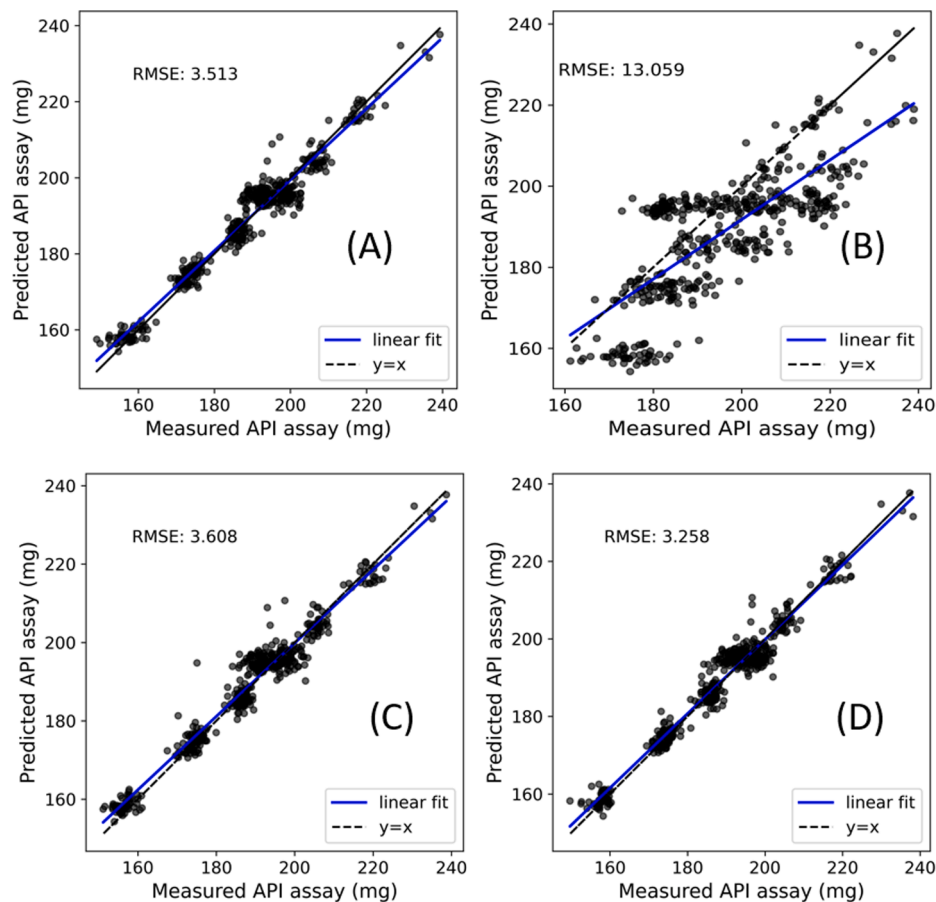 240
220
200
180
160
Predicted API assay (mg)
RMSE: 3.513
(A)
linear fit
y=x
160 180 200 220 240
Measured API assay (mg)
220
200
180
160
Predicted API assay (mg)
RMSE: 13.059
(B)
linear fit
y=x
160 180 200 220 240
Measured API assay (mg)
240
220
200
180
160
Predicted API assay (mg)
RMSE: 3.608
(C)
linear fit
y=x
160 180 200 220 240
Measured API assay (mg)
240
220
200
180
160
Predicted API assay (mg)
RMSE: 3.258
(D)
linear fit
y=x
160 180 200 220 240
Measured API assay (mg)